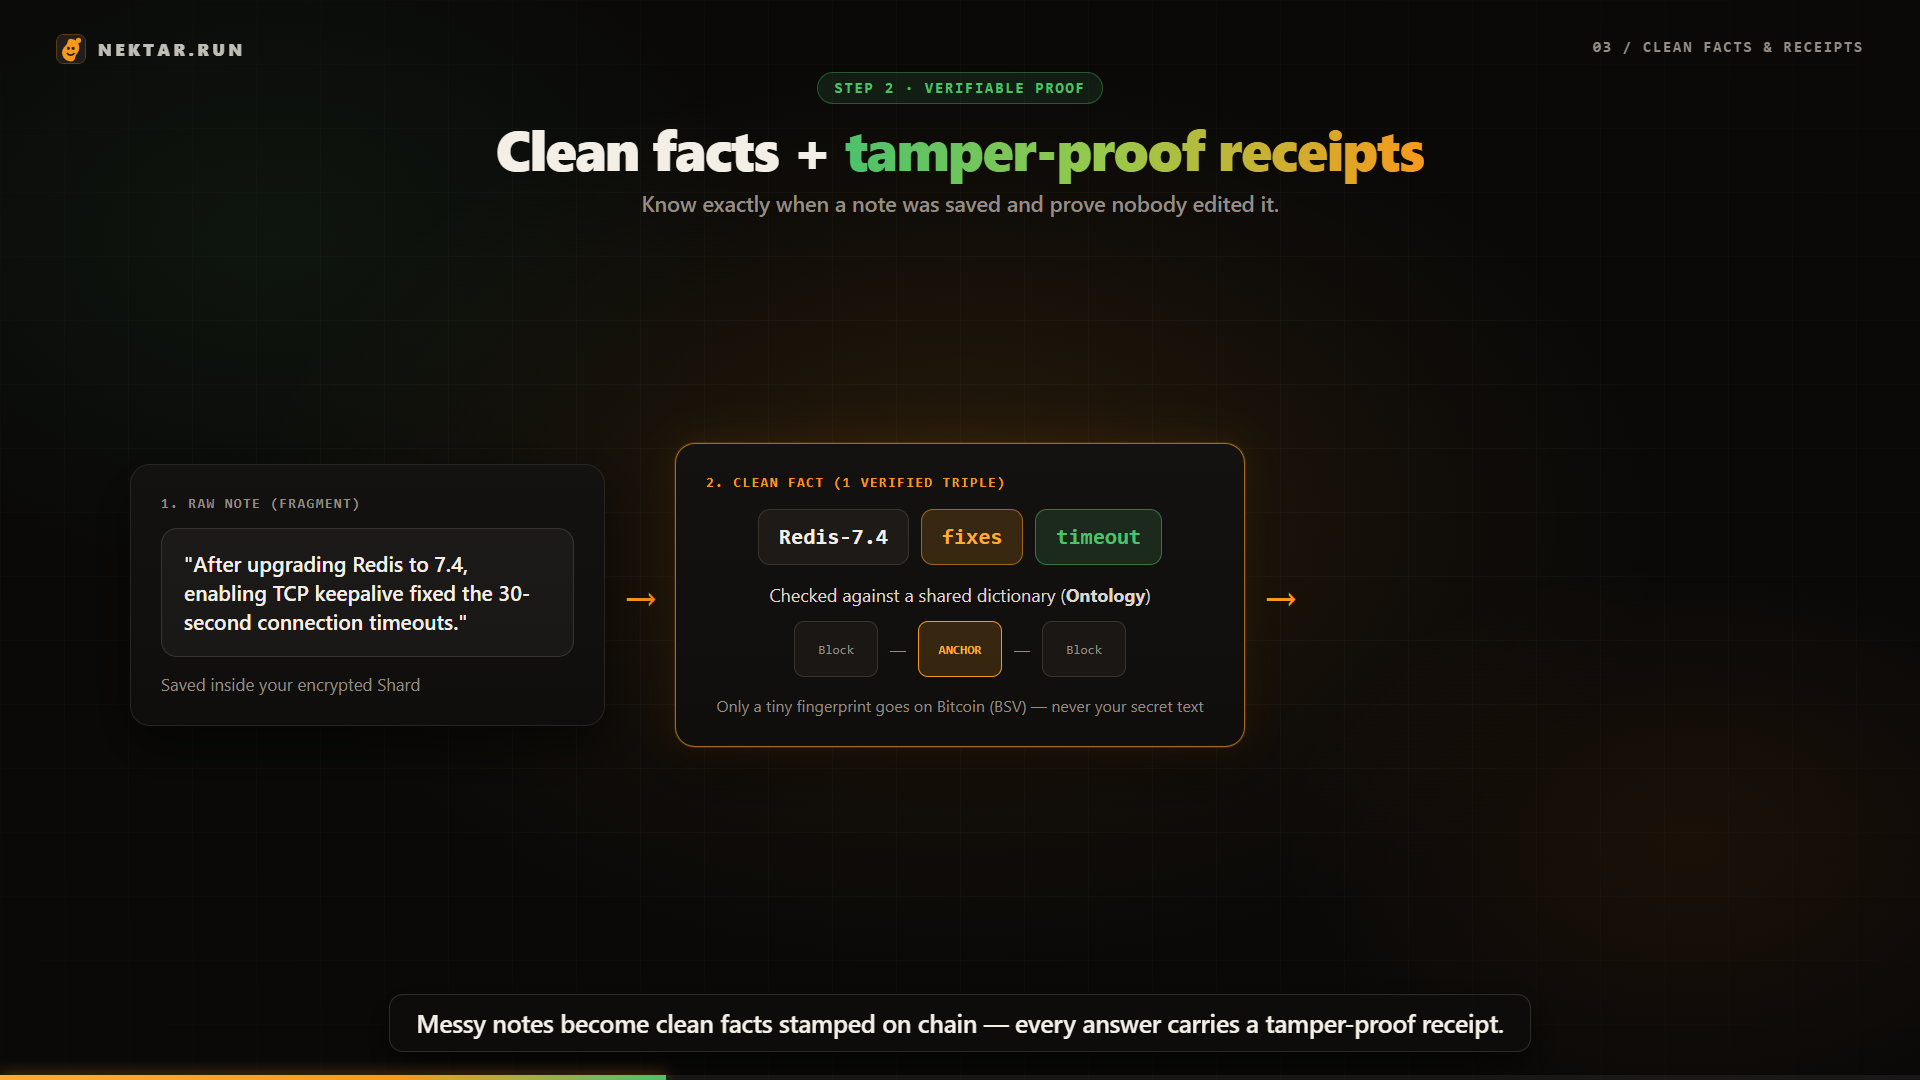 NEKTAR.RUN
03 / CLEAN FACTS & RECEIPTS
STEP 2 · VERIFIABLE PROOF
Clean facts + tamper-proof receipts
Know exactly when a note was saved and prove nobody edited it.
1. RAW NOTE (FRAGMENT)
"After upgrading Redis to 7.4,
enabling TCP keepalive fixed the 30-
second connection timeouts."
Saved inside your encrypted Shard
→
2. CLEAN FACT (1 VERIFIED TRIPLE)
Redis-7.4 fixes timeout
Checked against a shared dictionary (Ontology)
Block — ANCHOR — Block
Only a tiny fingerprint goes on Bitcoin (BSV) — never your secret text
→
Messy notes become clean facts stamped on chain — every answer carries a tamper-proof receipt.